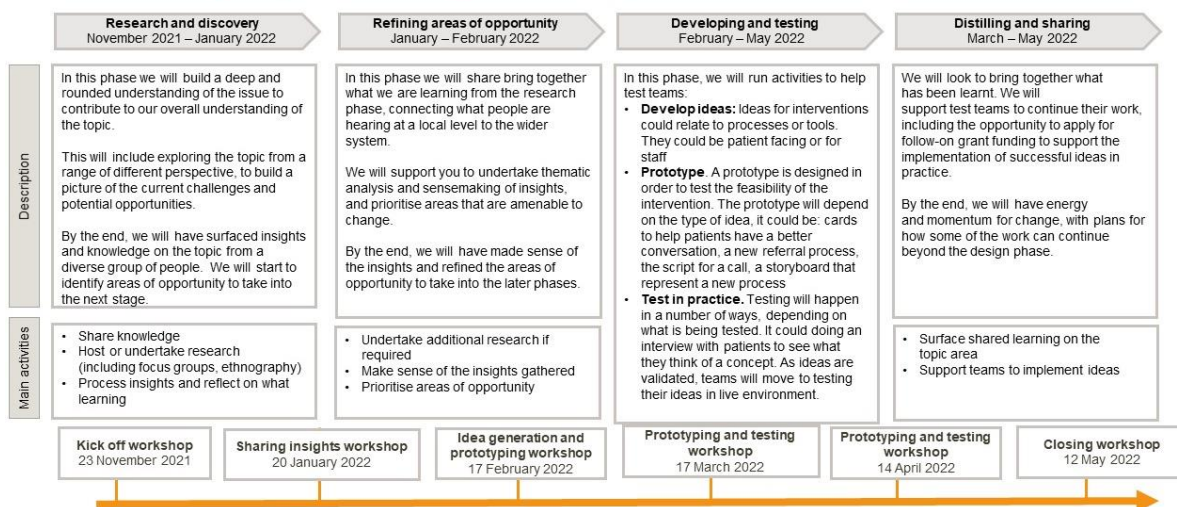 Research and discovery
November 2021 – January 2022
Refining areas of opportunity
January – February 2022
Developing and testing
February – May 2022
Distilling and sharing
March – May 2022
Description
In this phase we will build a deep and
rounded understanding of the issue to
contribute to our overall understanding of
the topic.
This will include exploring the topic from a
range of different perspective, to build a
picture of the current challenges and
potential opportunities.
By the end, we will have surfaced insights
and knowledge on the topic from a
diverse group of people. We will start to
identify areas of opportunity to take into
the next stage.
In this phase we will share bring together
what we are learning from the research
phase, connecting what people are
hearing at a local level to the wider
system.
We will support you to undertake thematic
analysis and sensemaking of insights,
and prioritise areas that are amenable to
change.
By the end, we will have made sense of
the insights and refined the areas of
opportunity to take into the later phases.
In this phase, we will run activities to help
test teams:
• Develop ideas: Ideas for interventions
could relate to processes or tools.
They could be patient facing or for
staff
• Prototype. A prototype is designed in
order to test the feasibility of the
intervention. The prototype will depend
on the type of idea, it could be: cards
to help patients have a better
conversation, a new referral process,
the script for a call, a storyboard that
represent a new process
• Test in practice. Testing will happen
in a number of ways, depending on
what is being tested. It could doing an
interview with patients to see what
they think of a concept. As ideas are
validated, teams will move to testing
their ideas in live environment.
We will look to bring together what
has been learnt. We will
support test teams to continue their work,
including the opportunity to apply for
follow-on grant funding to support the
implementation of successful ideas in
practice.
By the end, we will have energy
and momentum for change, with plans for
how some of the work can continue
beyond the design phase.
Main activities
• Share knowledge
• Host or undertake research
(including focus groups, ethnography)
• Process insights and reflect on what
learning
• Undertake additional research if
required
• Make sense of the insights gathered
• Prioritise areas of opportunity
• Surface shared learning on the
topic area
• Support teams to implement ideas
Kick off workshop
23 November 2021
Sharing insights workshop
20 January 2022
Idea generation and
prototyping workshop
17 February 2022
Prototyping and testing
workshop
17 March 2022
Prototyping and testing
workshop
14 April 2022
Closing workshop
12 May 2022